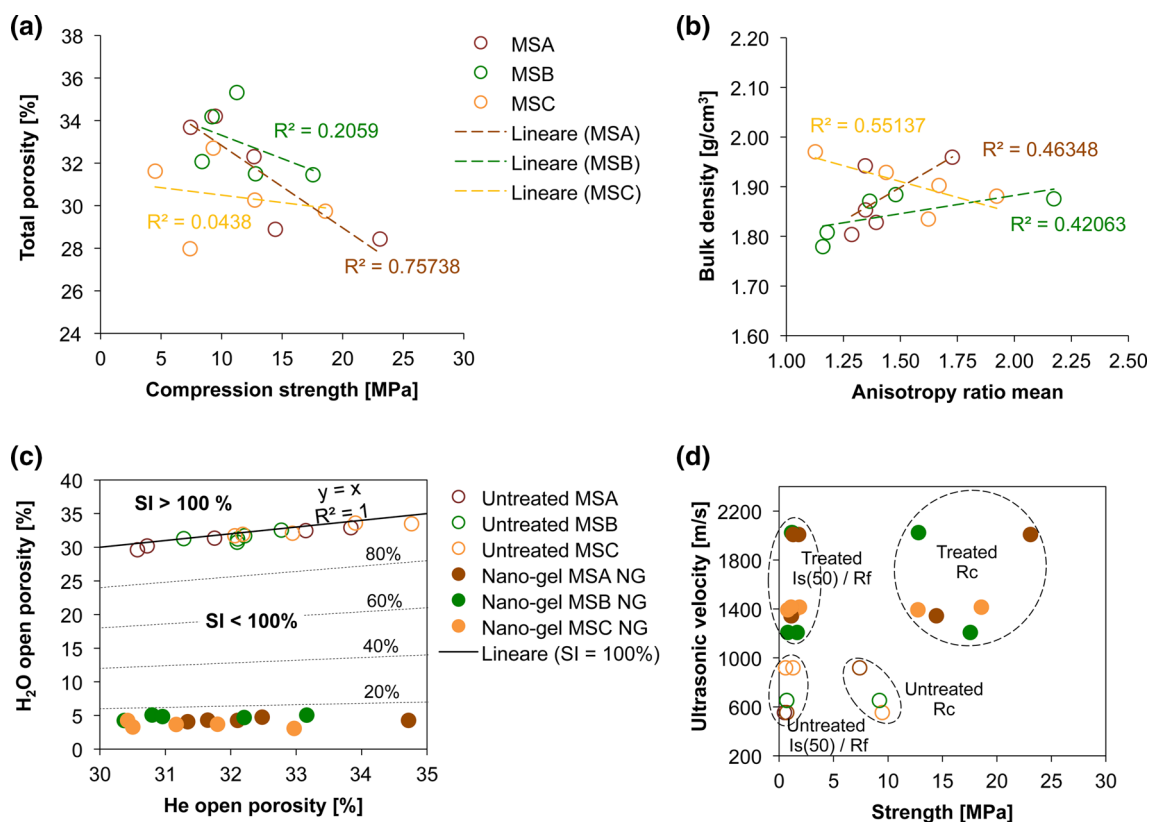 (a)
38
36
34
32
30
28
26
24
Total porosity [%]
R² = 0.2059
R² = 0.0438
R² = 0.75738
0 5 10 15 20 25 30
Compression strength [MPa]
MSA
MSB
MSC
Lineare (MSA)
Lineare (MSB)
Lineare (MSC)
(b)
2.20
2.10
2.00
1.90
1.80
1.70
1.60
Bulk density [g/cm³]
R² = 0.55137
R² = 0.46348
R² = 0.42063
1.00 1.25 1.50 1.75 2.00 2.25 2.50
Anisotropy ratio mean
(c)
40
35
30
25
20
15
10
5
0
H₂O open porosity [%]
SI > 100 %
y = x
R² = 1
80%
60%
SI < 100%
40%
20%
30 31 32 33 34 35
He open porosity [%]
Untreated MSA
Untreated MSB
Untreated MSC
Nano-gel MSA NG
Nano-gel MSB NG
Nano-gel MSC NG
Lineare (SI = 100%)
(d)
2200
1800
1400
1000
600
200
Ultrasonic velocity [m/s]
Treated
Is(50) / Rf
Treated
Rc
Untreated
Rc
Untreated
Is(50) / Rf
0 5 10 15 20 25 30
Strength [MPa]